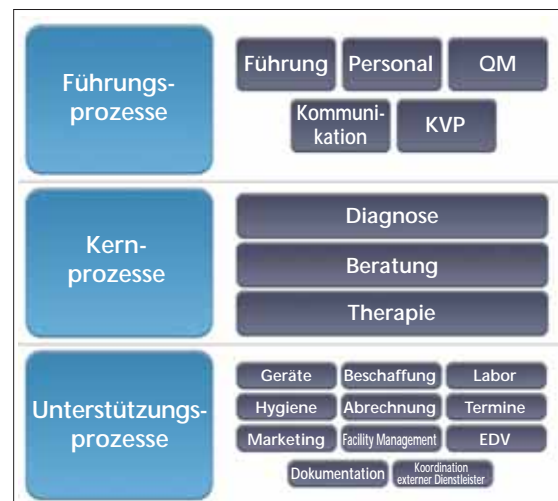 Führungs-
prozesse
Führung
Personal
QM
Kommuni-
kation
KVP
Kern-
prozesse
Diagnose
Beratung
Therapie
Unterstützungs-
prozesse
Geräte
Beschaffung
Labor
Hygiene
Abrechnung
Termine
Marketing
Facility Management
EDV
Dokumentation
Koordination
externer Dienstleister